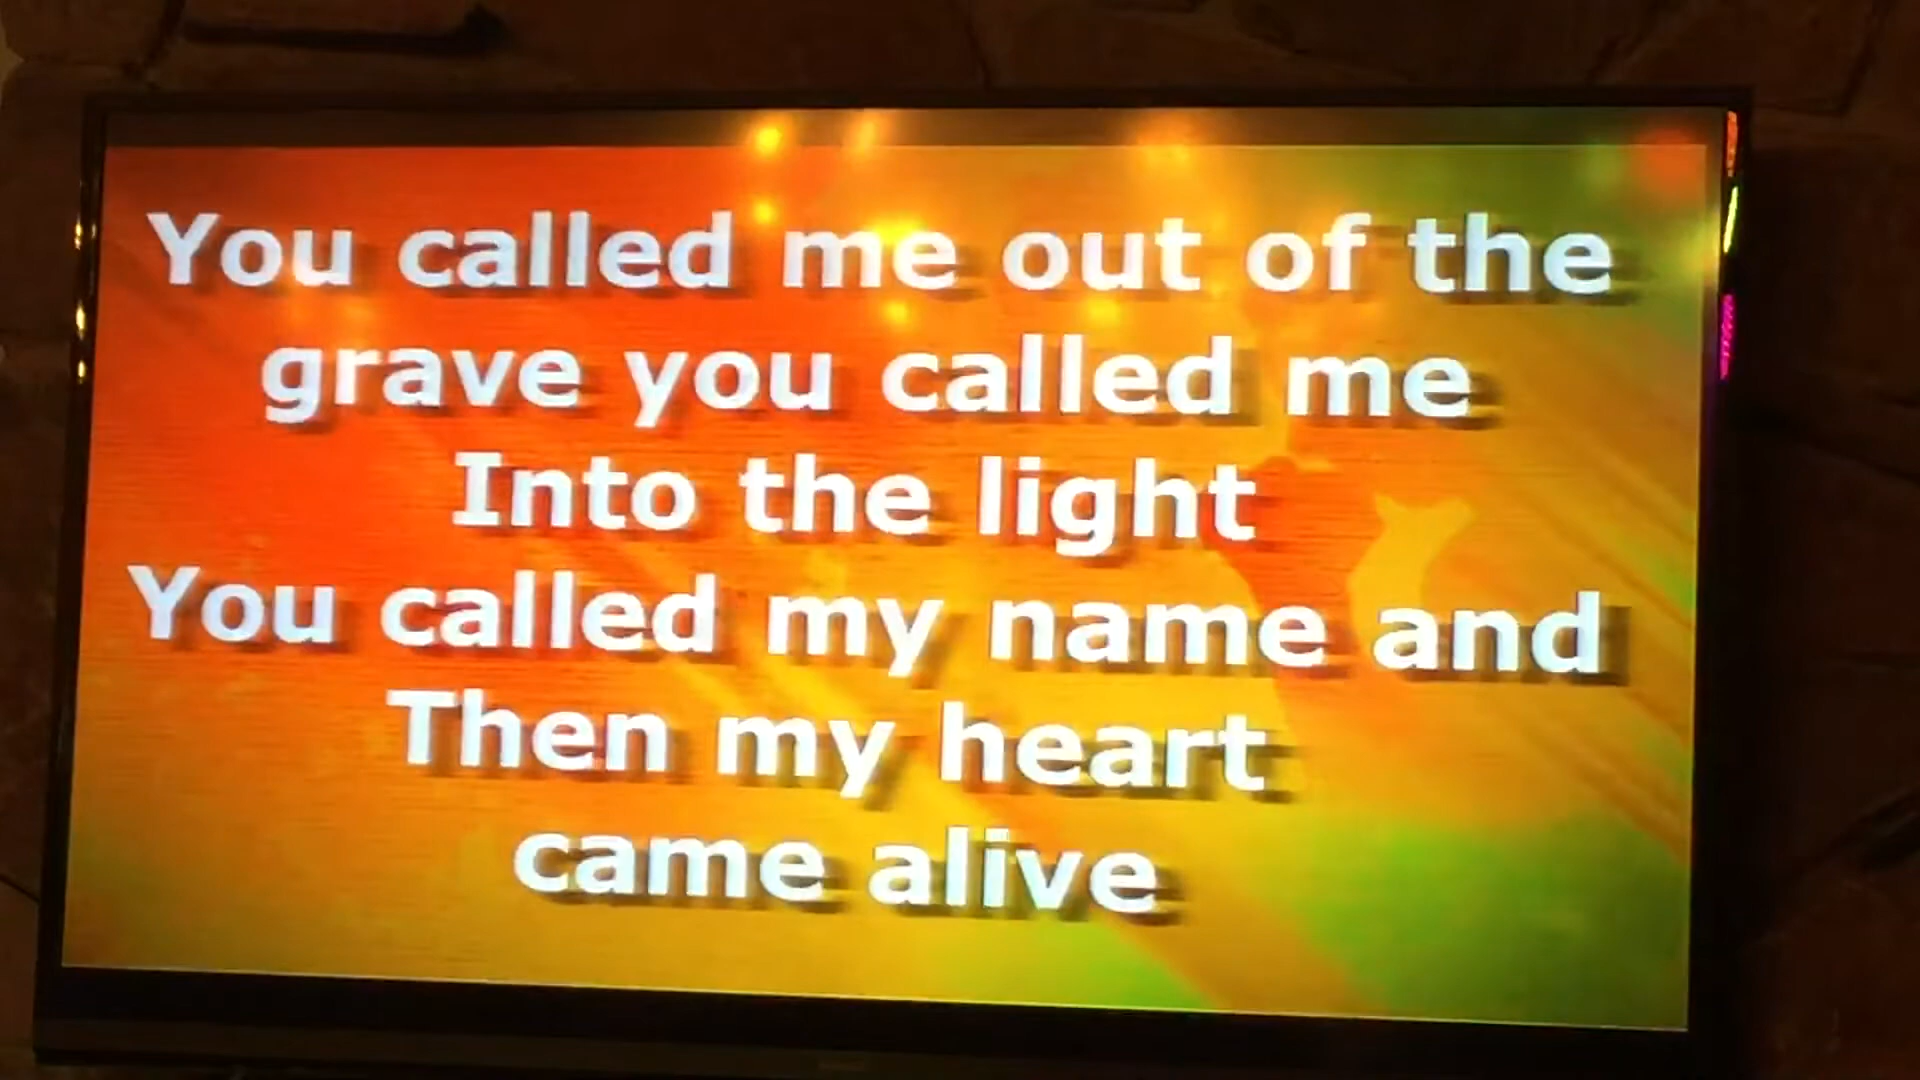 You called me out of the
grave you called me
Into the light
You called my name and
Then my heart
came alive